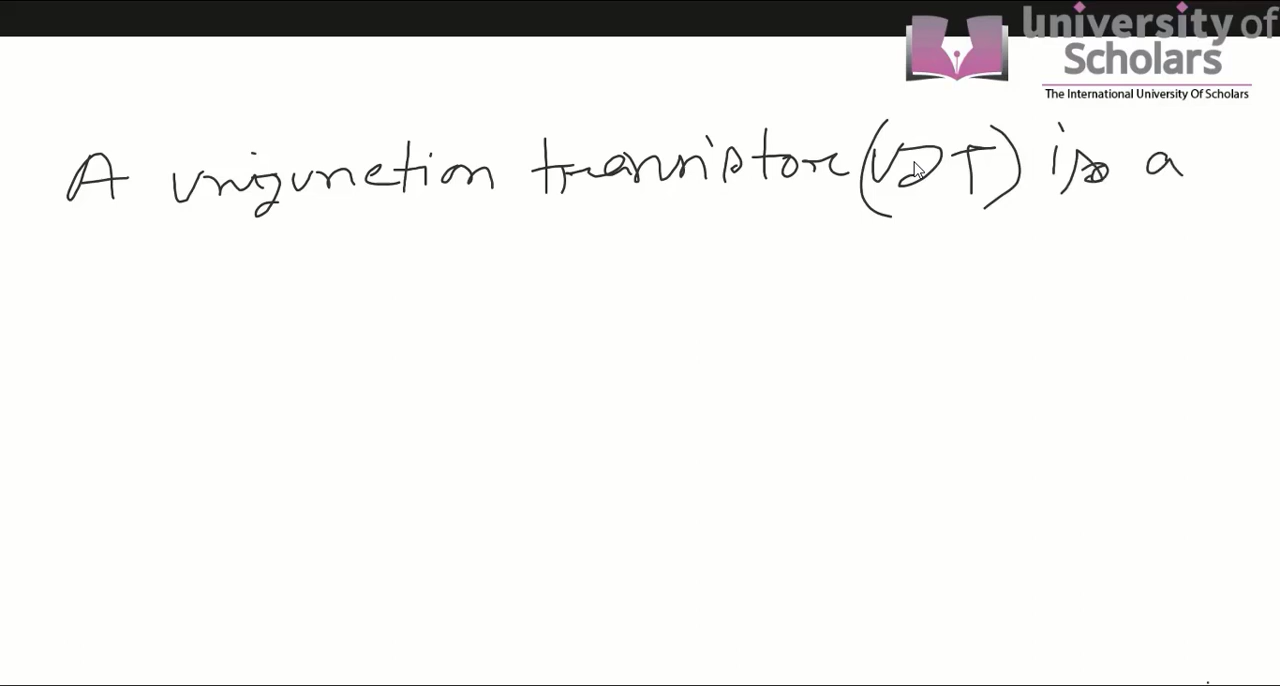 university of
Scholars
The International University Of Scholars
A unijunction transistor (UJT) is a